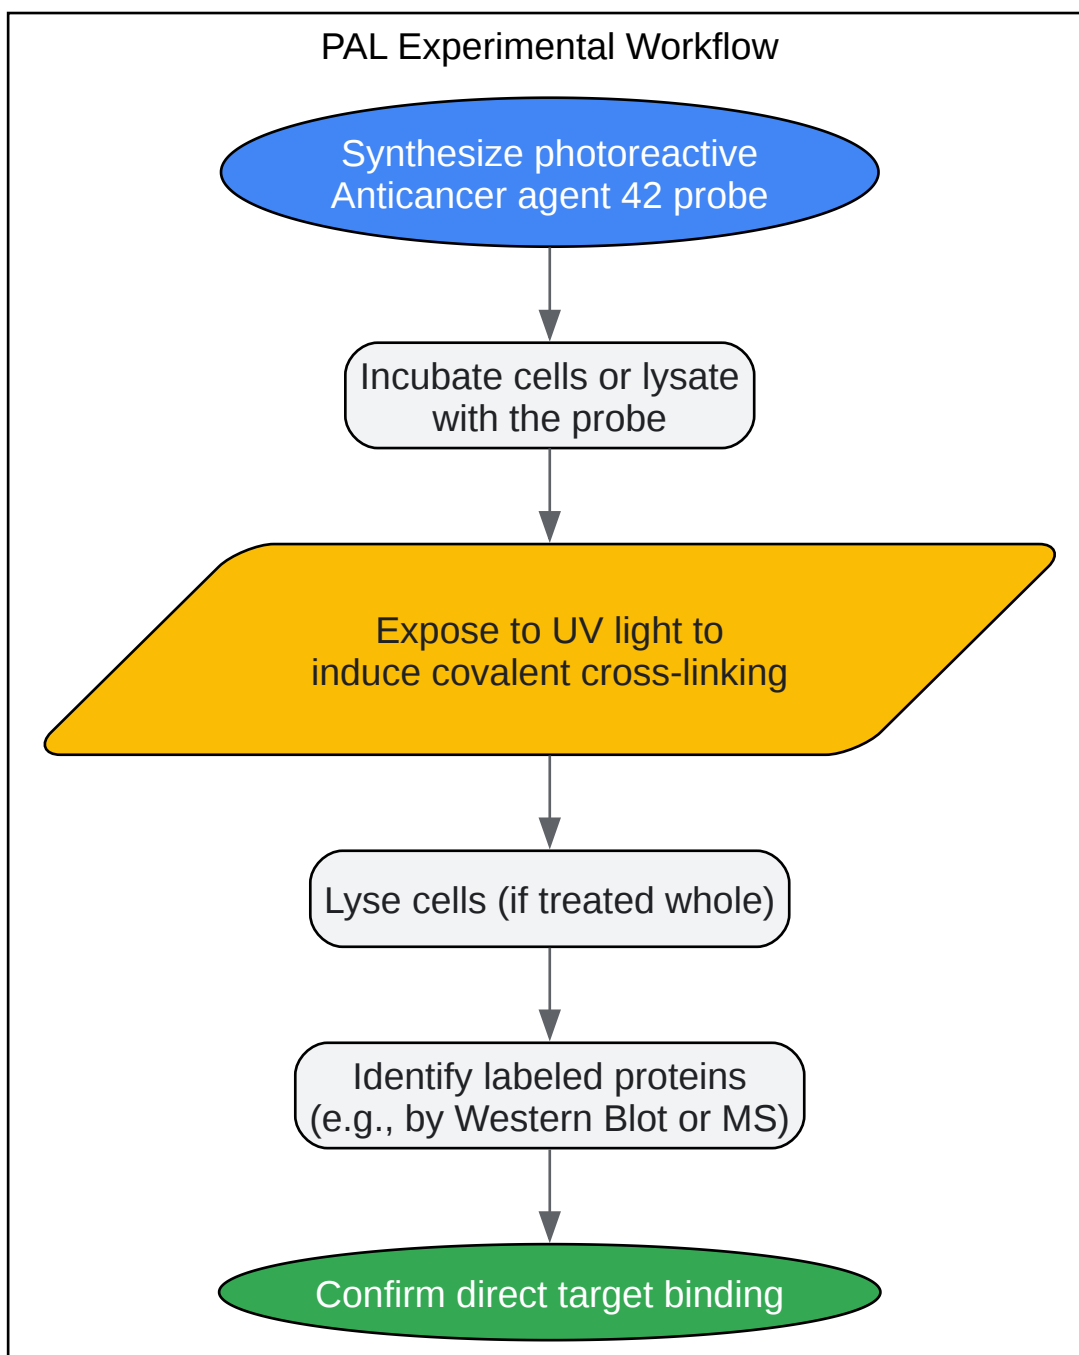 PAL Experimental Workflow
Synthesize photoreactive
Anticancer agent 42 probe
Incubate cells or lysate
with the probe
Expose to UV light to
induce covalent cross-linking
Lyse cells (if treated whole)
Identify labeled proteins
(e.g., by Western Blot or MS)
Confirm direct target binding